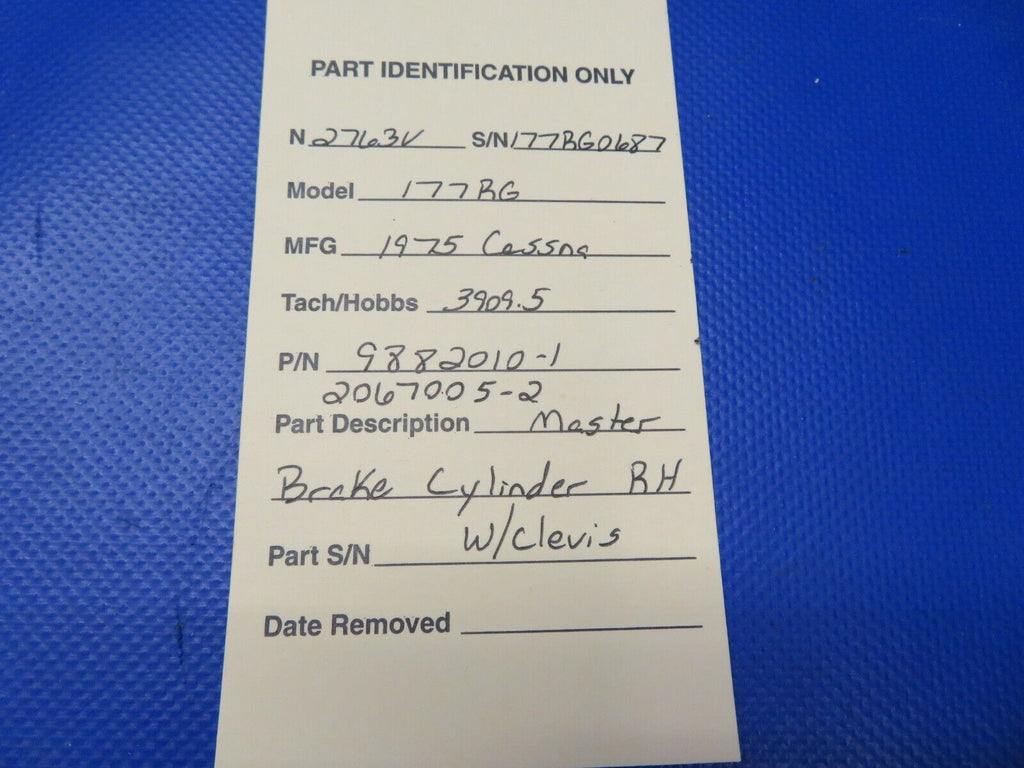 PART IDENTIFICATION ONLY
N 2763V S/N 177RG0687
Model 177RG
MFG 1975 Cessna
Tach/Hobbs 3909.5
P/N 9882010-1
2067005-2
Part Description Master
Brake Cylinder RH
W/Clevis
Part S/N
Date Removed